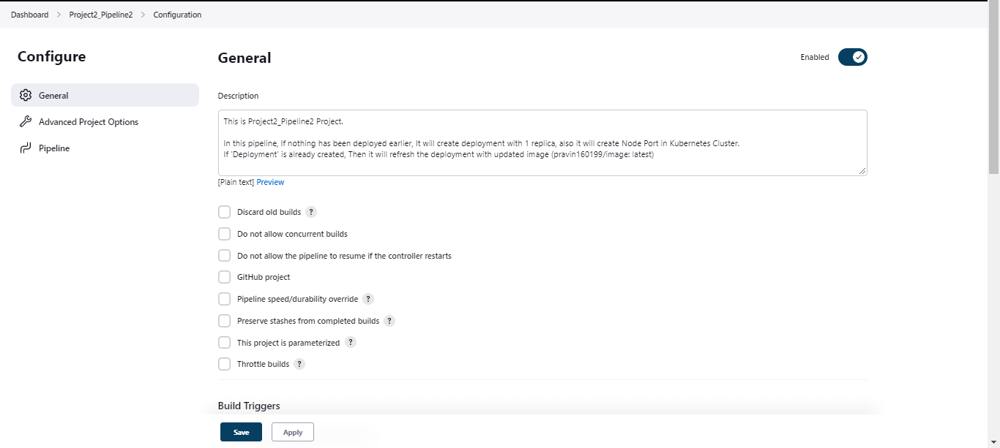 Dashboard > Project2_Pipeline2 > Configuration
Configure
General
Advanced Project Options
Pipeline
General
Enabled
Description
This is Project2_Pipeline2 Project.
In this pipeline, If nothing has been deployed earlier, It will create deployment with 1 replica, also it will create Node Port in Kubernetes Cluster.
If 'Deployment' is already created, Then it will refresh the deployment with updated image (pravin160199/image: latest)
[Plain text] Preview
Discard old builds ?
Do not allow concurrent builds
Do not allow the pipeline to resume if the controller restarts
GitHub project
Pipeline speed/durability override ?
Preserve stashes from completed builds ?
This project is parameterized ?
Throttle builds ?
Build Triggers
Save Apply